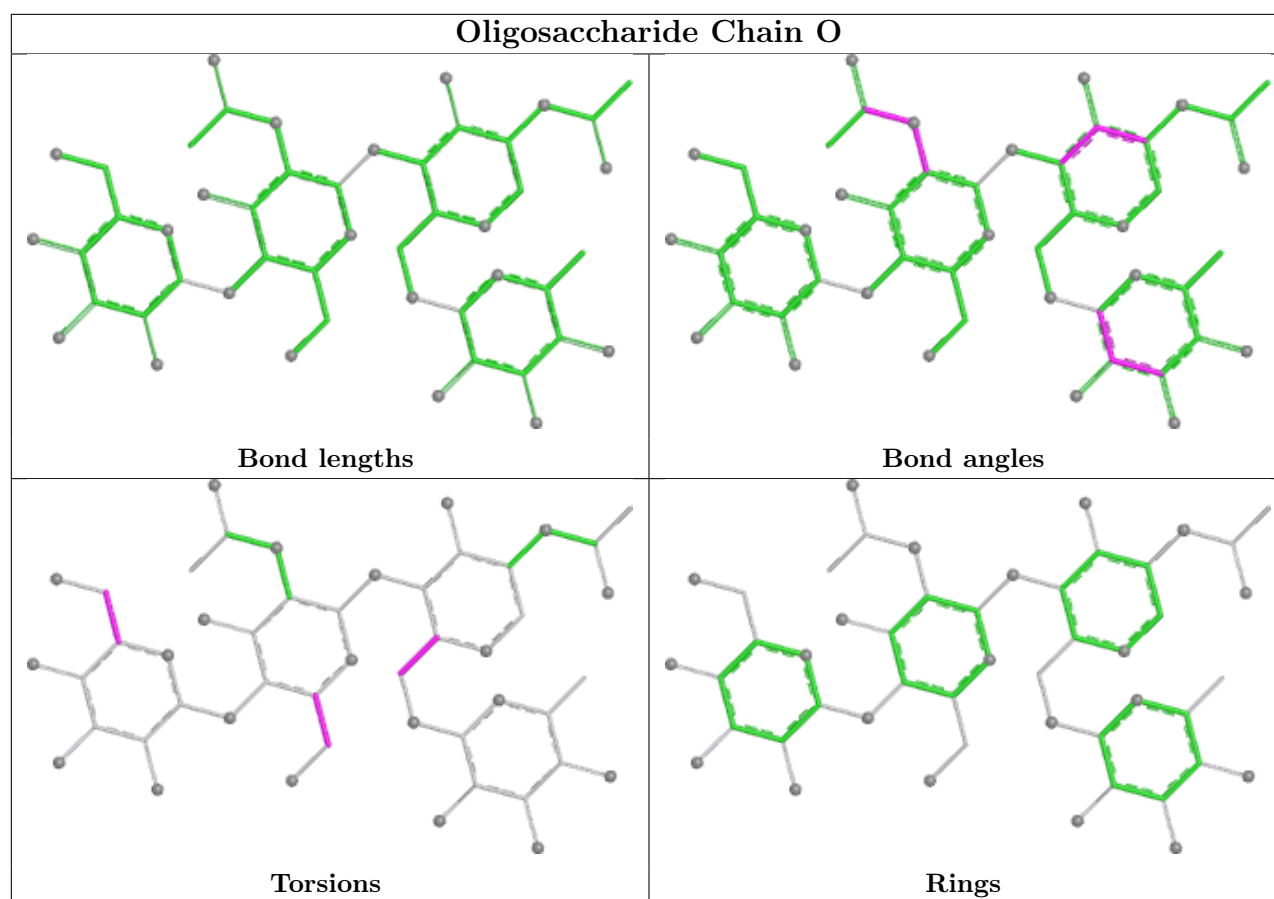 Oligosaccharide Chain O
Bond lengths
Bond angles
Torsions
Rings